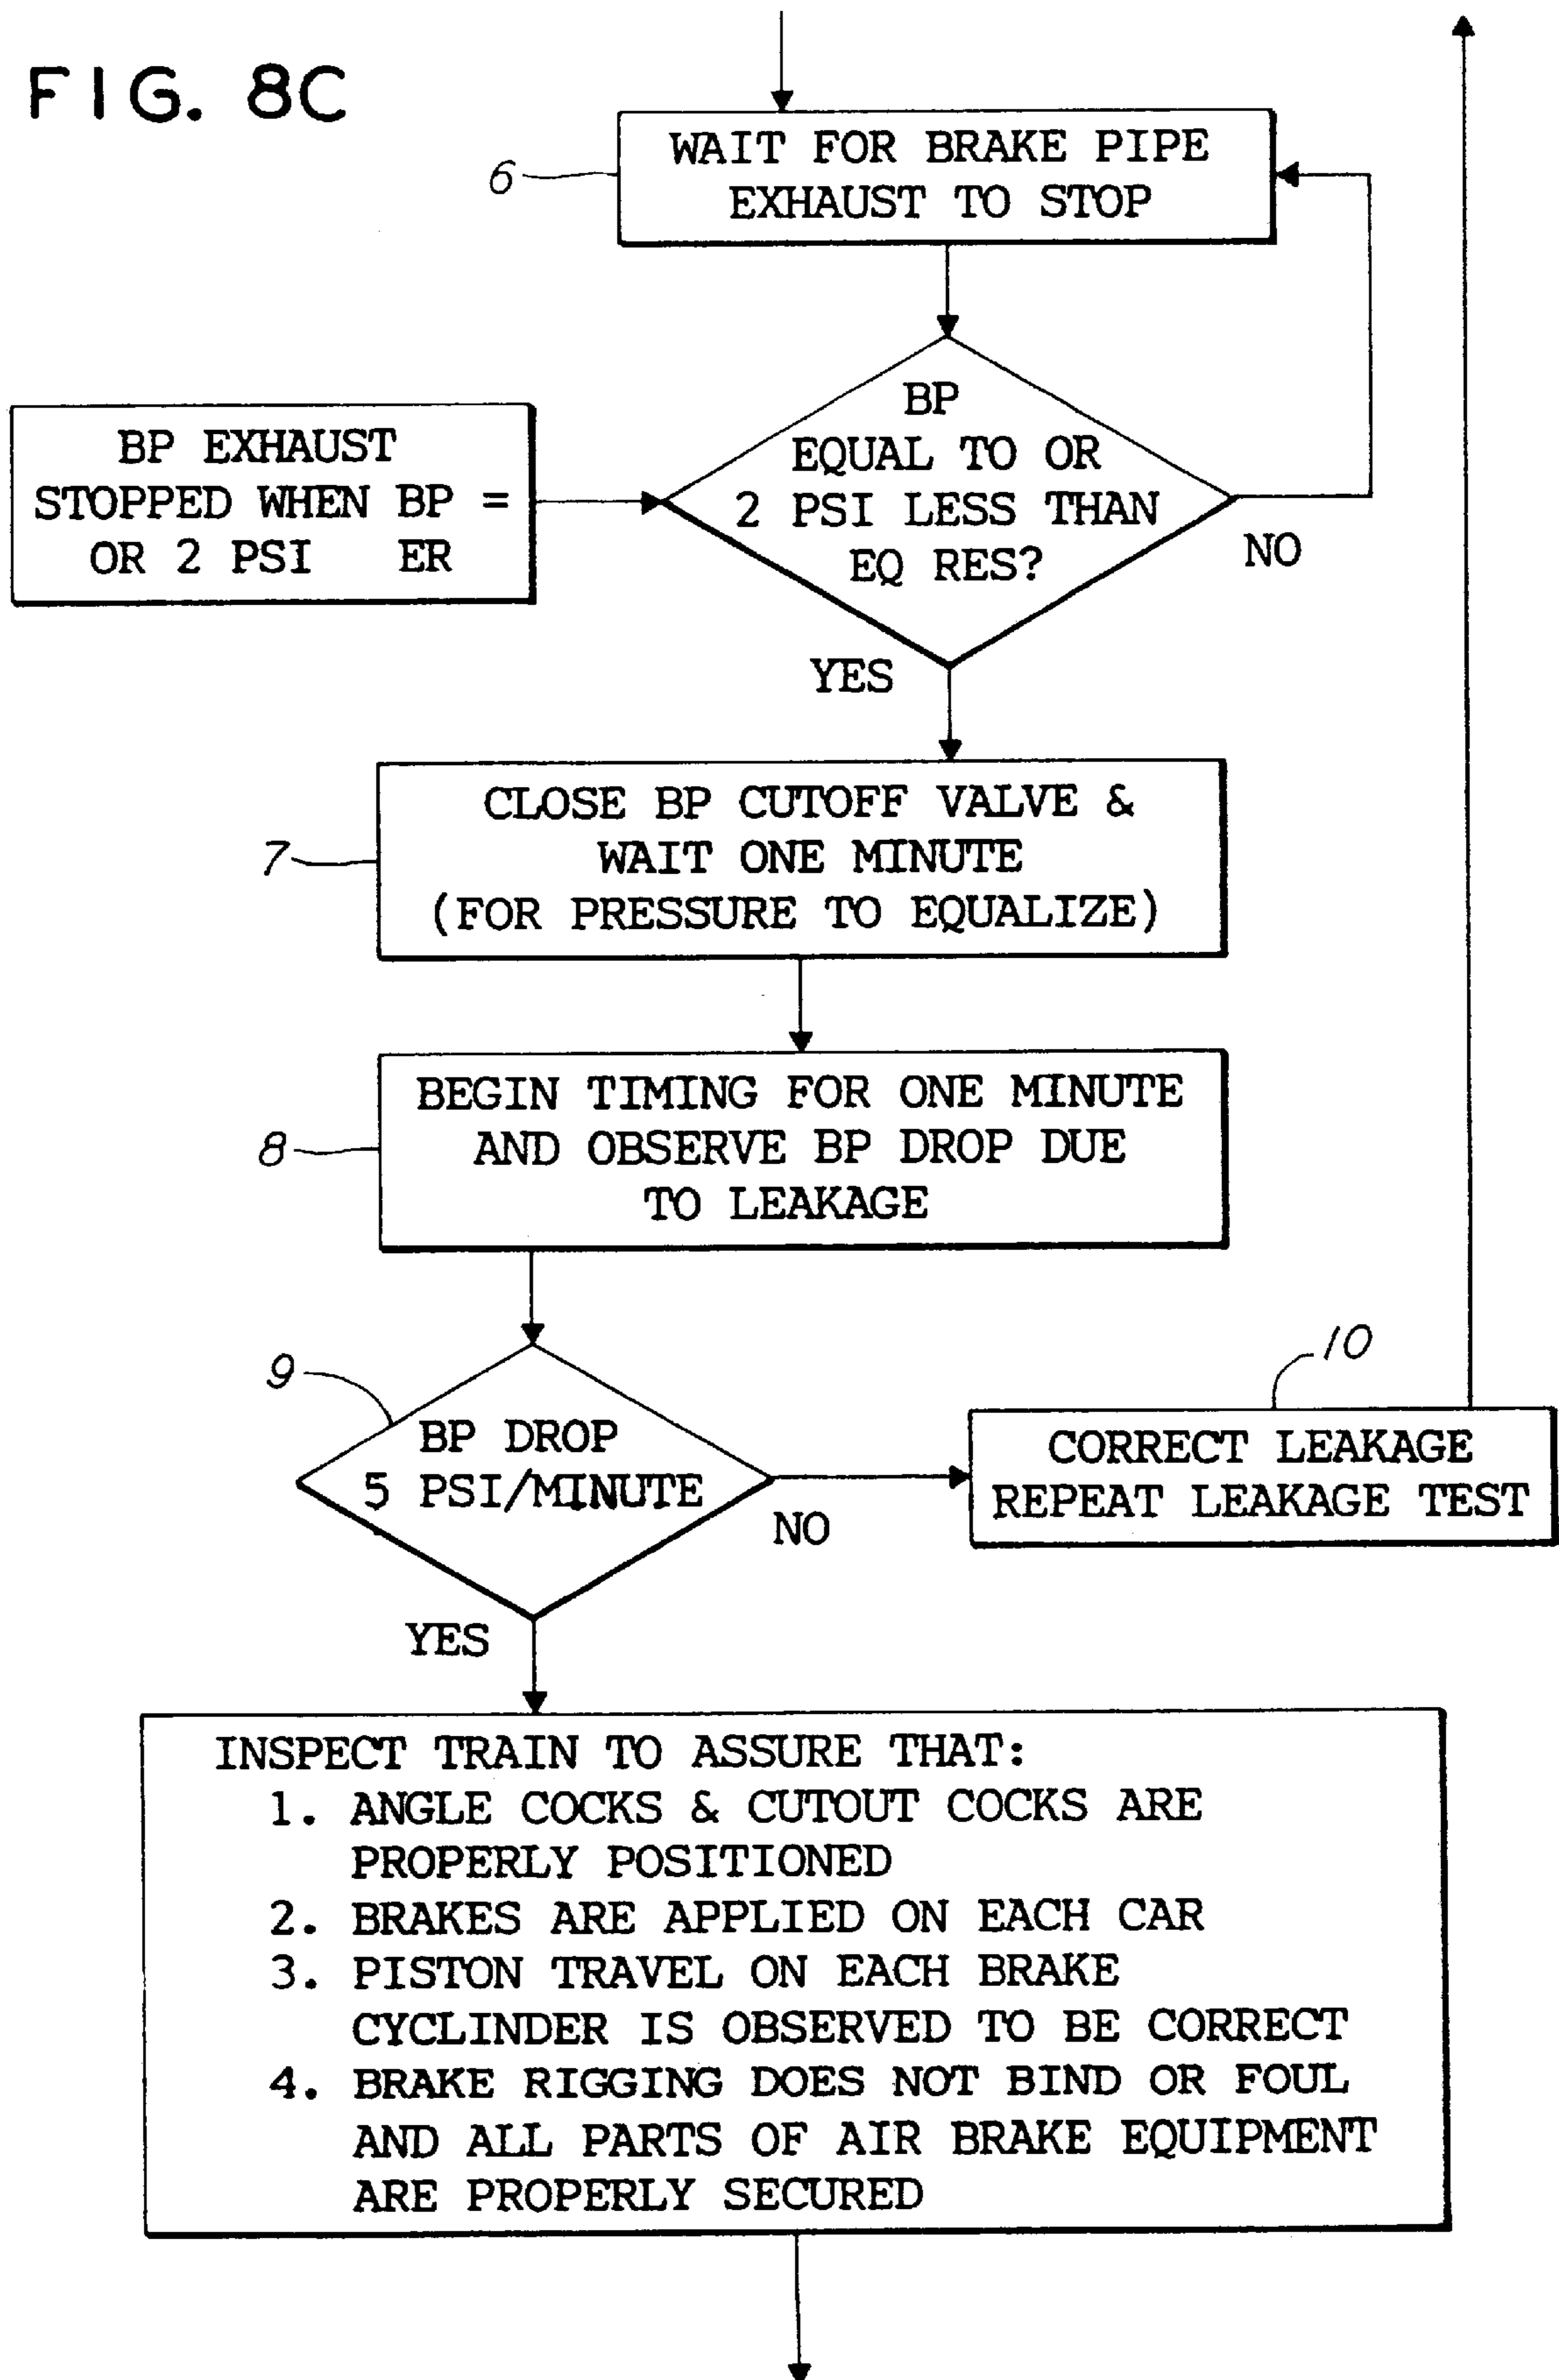 FIG. 8C
WAIT FOR BRAKE PIPE
EXHAUST TO STOP
6
BP
EQUAL TO OR
2 PSI LESS THAN
EQ RES?
NO
YES
BP EXHAUST
STOPPED WHEN BP =
OR 2 PSI ER
CLOSE BP CUTOFF VALVE &
WAIT ONE MINUTE
(FOR PRESSURE TO EQUALIZE)
7
BEGIN TIMING FOR ONE MINUTE
AND OBSERVE BP DROP DUE
TO LEAKAGE
8
9
BP DROP
5 PSI/MINUTE
NO
YES
10
CORRECT LEAKAGE
REPEAT LEAKAGE TEST
INSPECT TRAIN TO ASSURE THAT:
1. ANGLE COCKS & CUTOUT COCKS ARE
PROPERLY POSITIONED
2. BRAKES ARE APPLIED ON EACH CAR
3. PISTON TRAVEL ON EACH BRAKE
CYCLINDER IS OBSERVED TO BE CORRECT
4. BRAKE RIGGING DOES NOT BIND OR FOUL
AND ALL PARTS OF AIR BRAKE EQUIPMENT
ARE PROPERLY SECURED